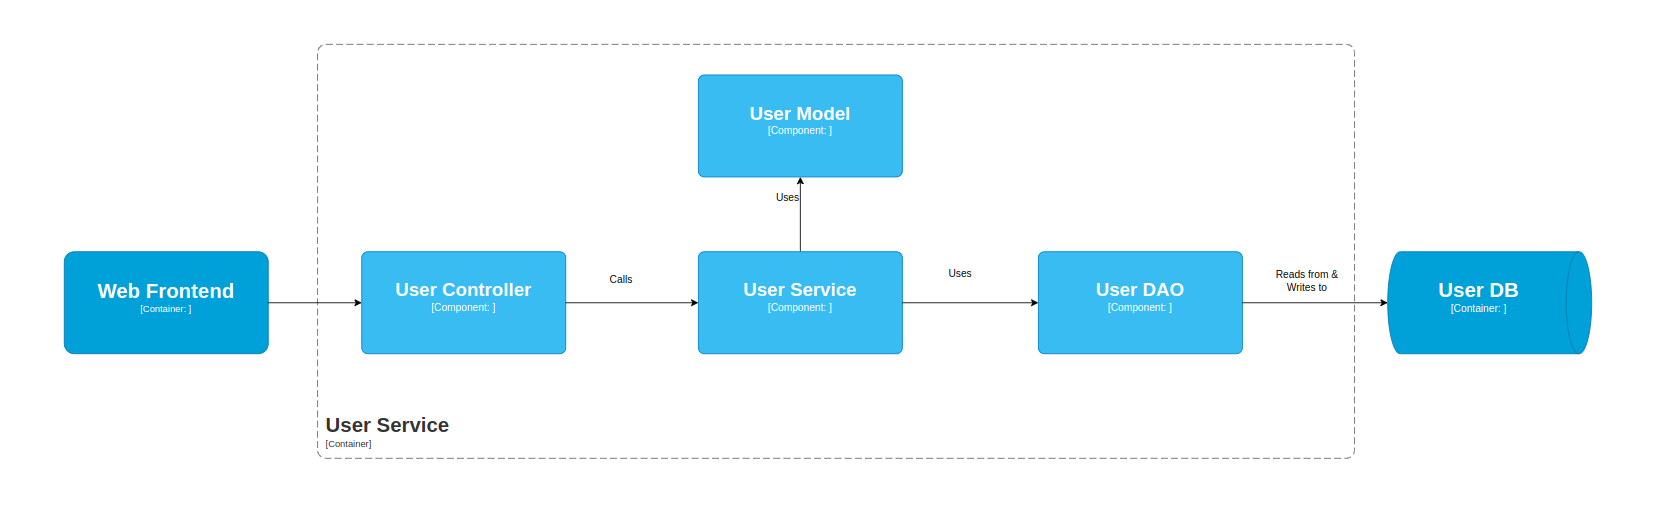 User Model
[Component: ]
Uses
Web Frontend
[Container: ]
User Controller
[Component: ]
Calls
User Service
[Component: ]
Uses
User DAO
[Component: ]
Reads from &
Writes to
User DB
[Container: ]
User Service
[Container]